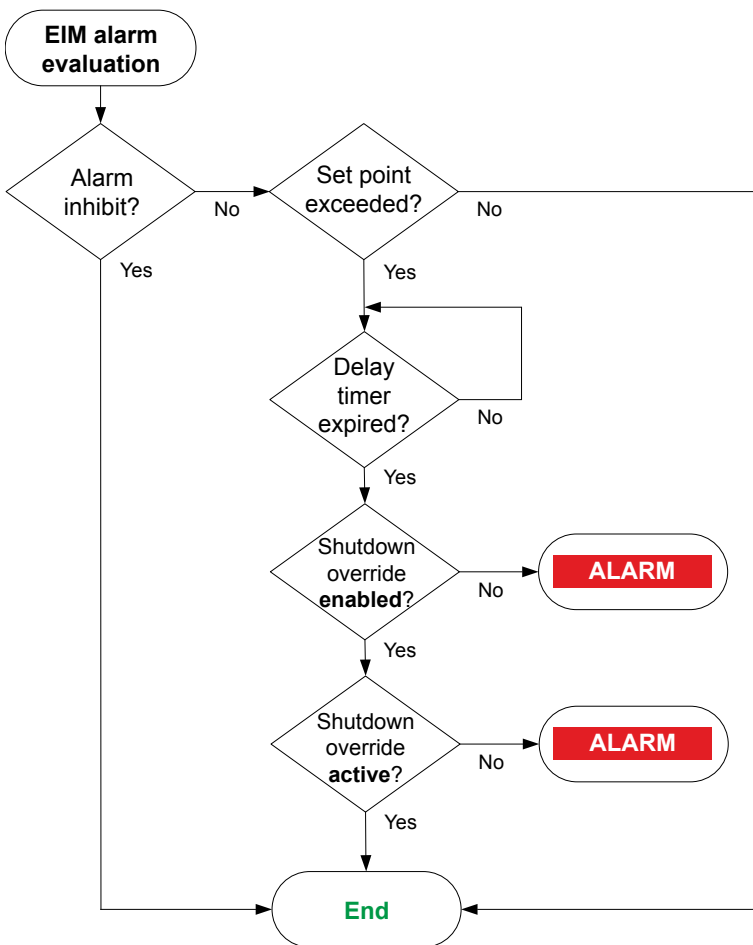 EIM alarm
evaluation
Alarm
inhibit?
No
Yes
Set point
exceeded?
No
Yes
Delay
timer
expired?
No
Yes
Shutdown
override
enabled?
No
ALARM
Yes
Shutdown
override
active?
No
ALARM
Yes
End